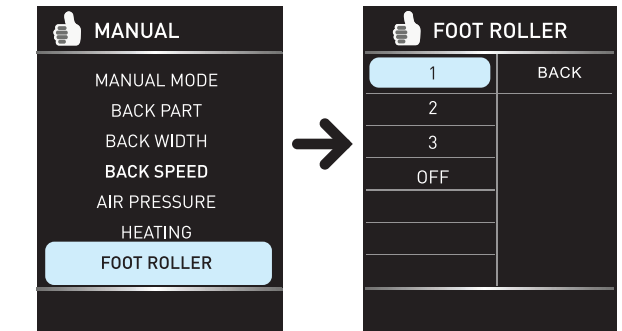 MANUAL
MANUAL MODE
BACK PART
BACK WIDTH
BACK SPEED
AIR PRESSURE
HEATING
FOOT ROLLER
FOOT ROLLER
1 BACK
2
3
OFF